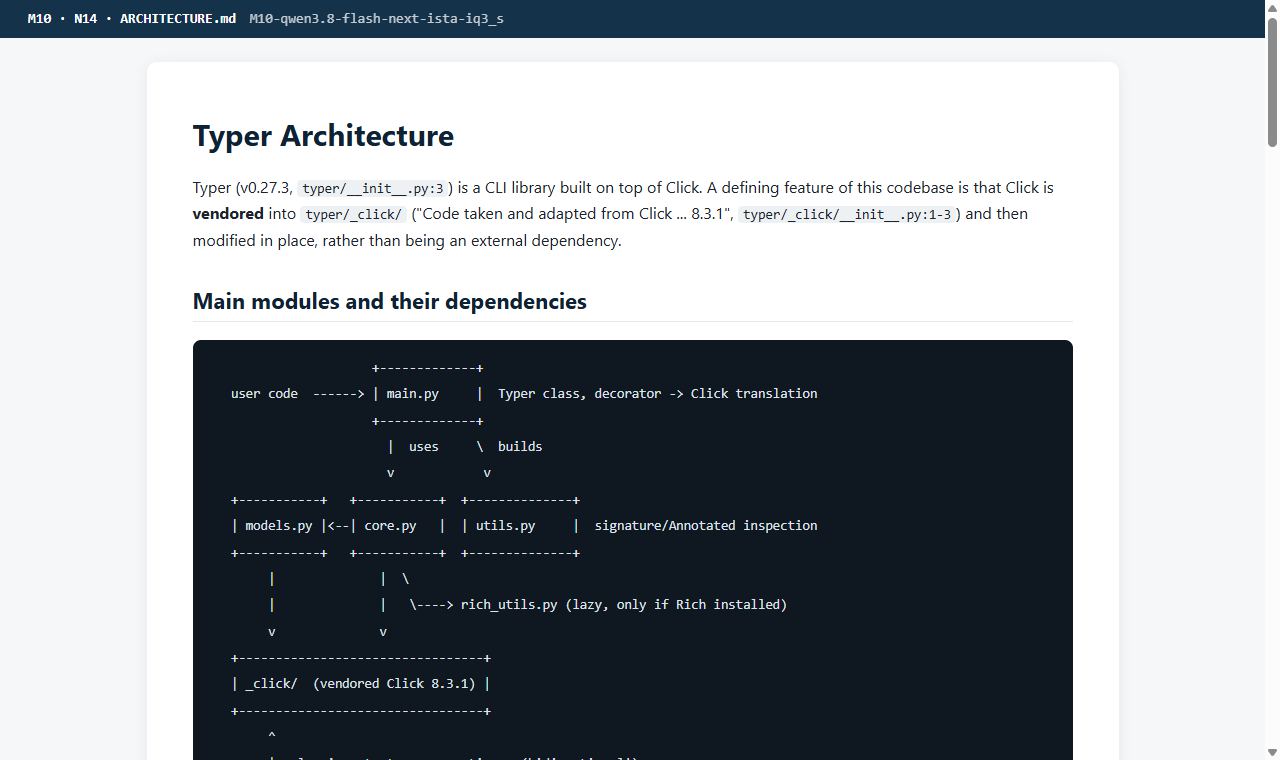 M10 • N14 • ARCHITECTURE.md M10-qwen3.8-flash-next-ista-iq3_s
Typer Architecture
Typer (v0.27.3, typer/__init__.py:3 ) is a CLI library built on top of Click. A defining feature of this codebase is that Click is
vendored into typer/_click/ ("Code taken and adapted from Click ... 8.3.1", typer/_click/__init__.py:1-3 ) and then
modified in place, rather than being an external dependency.
Main modules and their dependencies
                   +-------------+
user code  ------> | main.py     |  Typer class, decorator -> Click translation
                   +-------------+
                     |  uses     \  builds
                     v            v
+-----------+   +-----------+  +--------------+
| models.py |<--| core.py   |  | utils.py     |  signature/Annotated inspection
+-----------+   +-----------+  +--------------+
     |              |  \
     |              |   \----> rich_utils.py (lazy, only if Rich installed)
     v              v
+---------------------------------+
| _click/  (vendored Click 8.3.1) |
+---------------------------------+
     ^